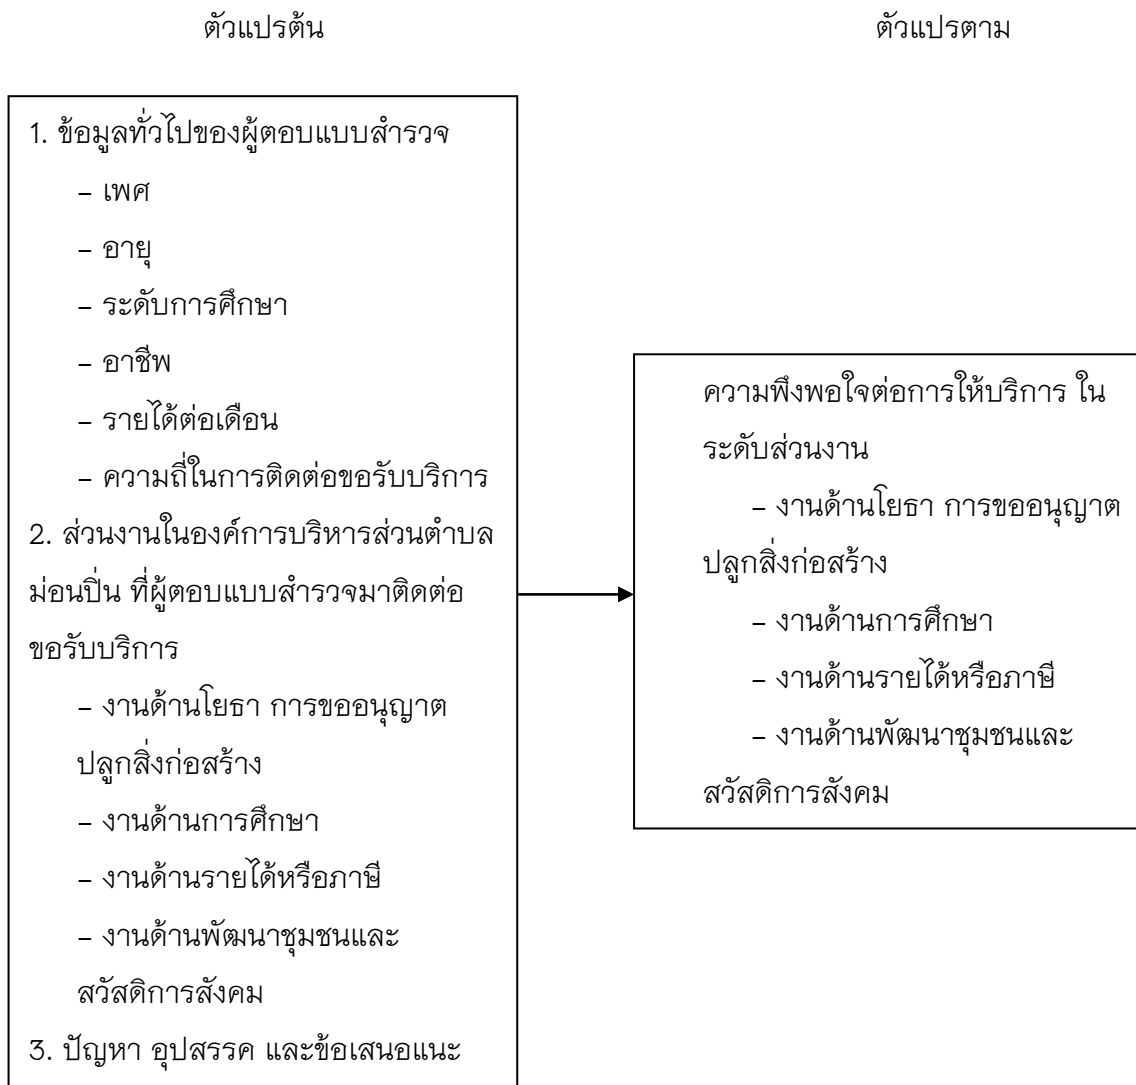 ตัวแปรต้น
ตัวแปรตาม
1. ข้อมูลทั่วไปของผู้ตอบแบบสำรวจ
– เพศ
– อายุ
– ระดับการศึกษา
– อาชีพ
– รายได้ต่อเดือน
– ความถี่ในการติดต่อขอรับบริการ
2. ส่วนงานในองค์การบริหารส่วนตำบล
ม่อนปิ่น ที่ผู้ตอบแบบสำรวจมาติดต่อ
ขอรับบริการ
– งานด้านโยธา การขออนุญาต
ปลูกสิ่งก่อสร้าง
– งานด้านการศึกษา
– งานด้านรายได้หรือภาษี
– งานด้านพัฒนาชุมชนและ
สวัสดิการสังคม
3. ปัญหา อุปสรรค และข้อเสนอแนะ
ความพึงพอใจต่อการให้บริการ ใน
ระดับส่วนงาน
– งานด้านโยธา การขออนุญาต
ปลูกสิ่งก่อสร้าง
– งานด้านการศึกษา
– งานด้านรายได้หรือภาษี
– งานด้านพัฒนาชุมชนและ
สวัสดิการสังคม